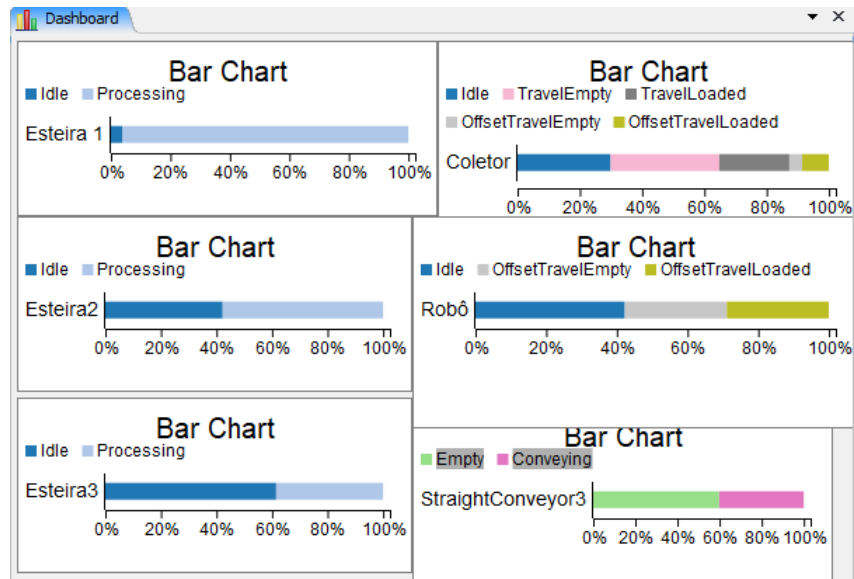 Dashboard
Bar Chart
Idle Processing
Esteira 1
0% 20% 40% 60% 80% 100%
Bar Chart
Idle TravelEmpty TravelLoaded
OffsetTravelEmpty OffsetTravelLoaded
Coletor
0% 20% 40% 60% 80% 100%
Bar Chart
Idle Processing
Esteira2
0% 20% 40% 60% 80% 100%
Bar Chart
Idle OffsetTravelEmpty OffsetTravelLoaded
Robô
0% 20% 40% 60% 80% 100%
Bar Chart
Idle Processing
Esteira3
0% 20% 40% 60% 80% 100%
Bar Chart
Empty Conveying
StraightConveyor3
0% 20% 40% 60% 80% 100%